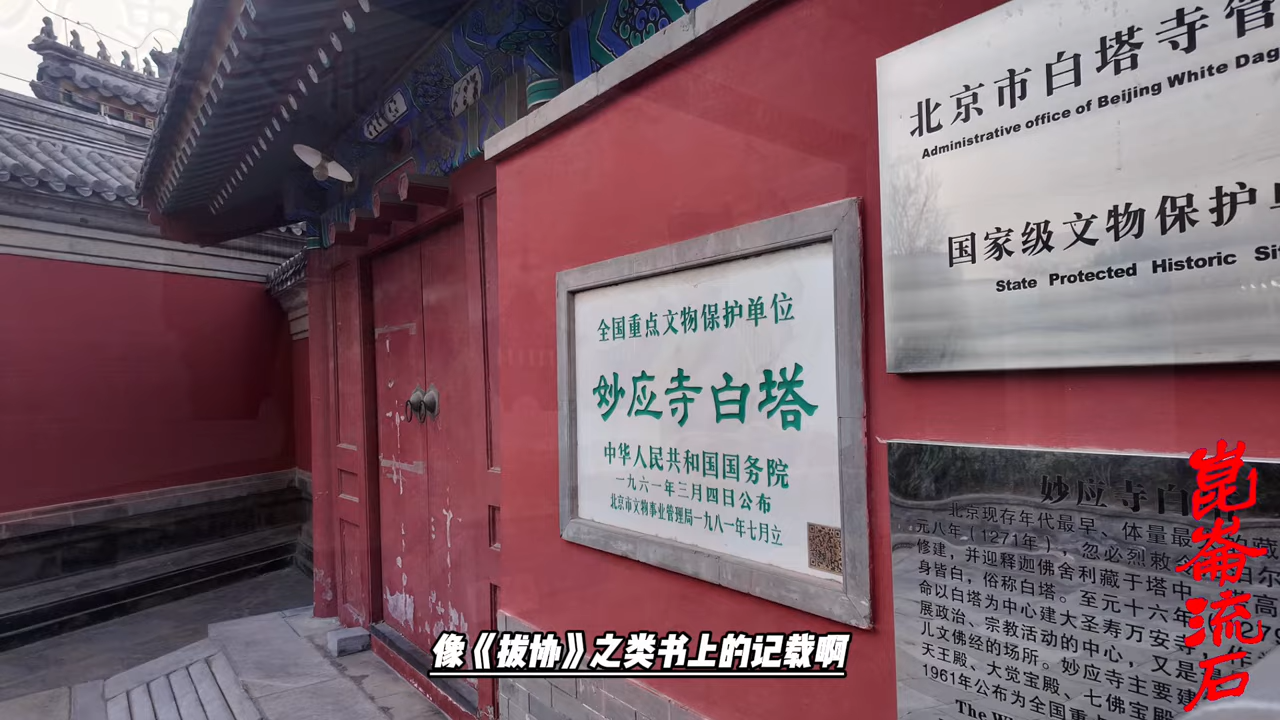 北京市白塔寺管
Administrative office of Beijing White Dag
国家级文物保护单
State Protected Historic Sit
全国重点文物保护单位
妙应寺白塔
中华人民共和国国务院
一九六一年三月四日公布
北京市文物事业管理局一九八一年七月立
妙应寺白
北京现存年代最早、体量最 的藏
元八年（1271年），忽必烈敕令 尔
修建，并迎释迦佛舍利藏于塔中 高
身皆白，俗称白塔。至元十六年 79
命以白塔为中心建大圣寿万安寺 作
展政治、宗教活动的中心，又是
儿文佛经的场所。妙应寺主要建
天王殿、大觉宝殿、七佛宝殿
1961年公布为全国重
The W
崑崙流石
像《拔协》之类书上的记载啊